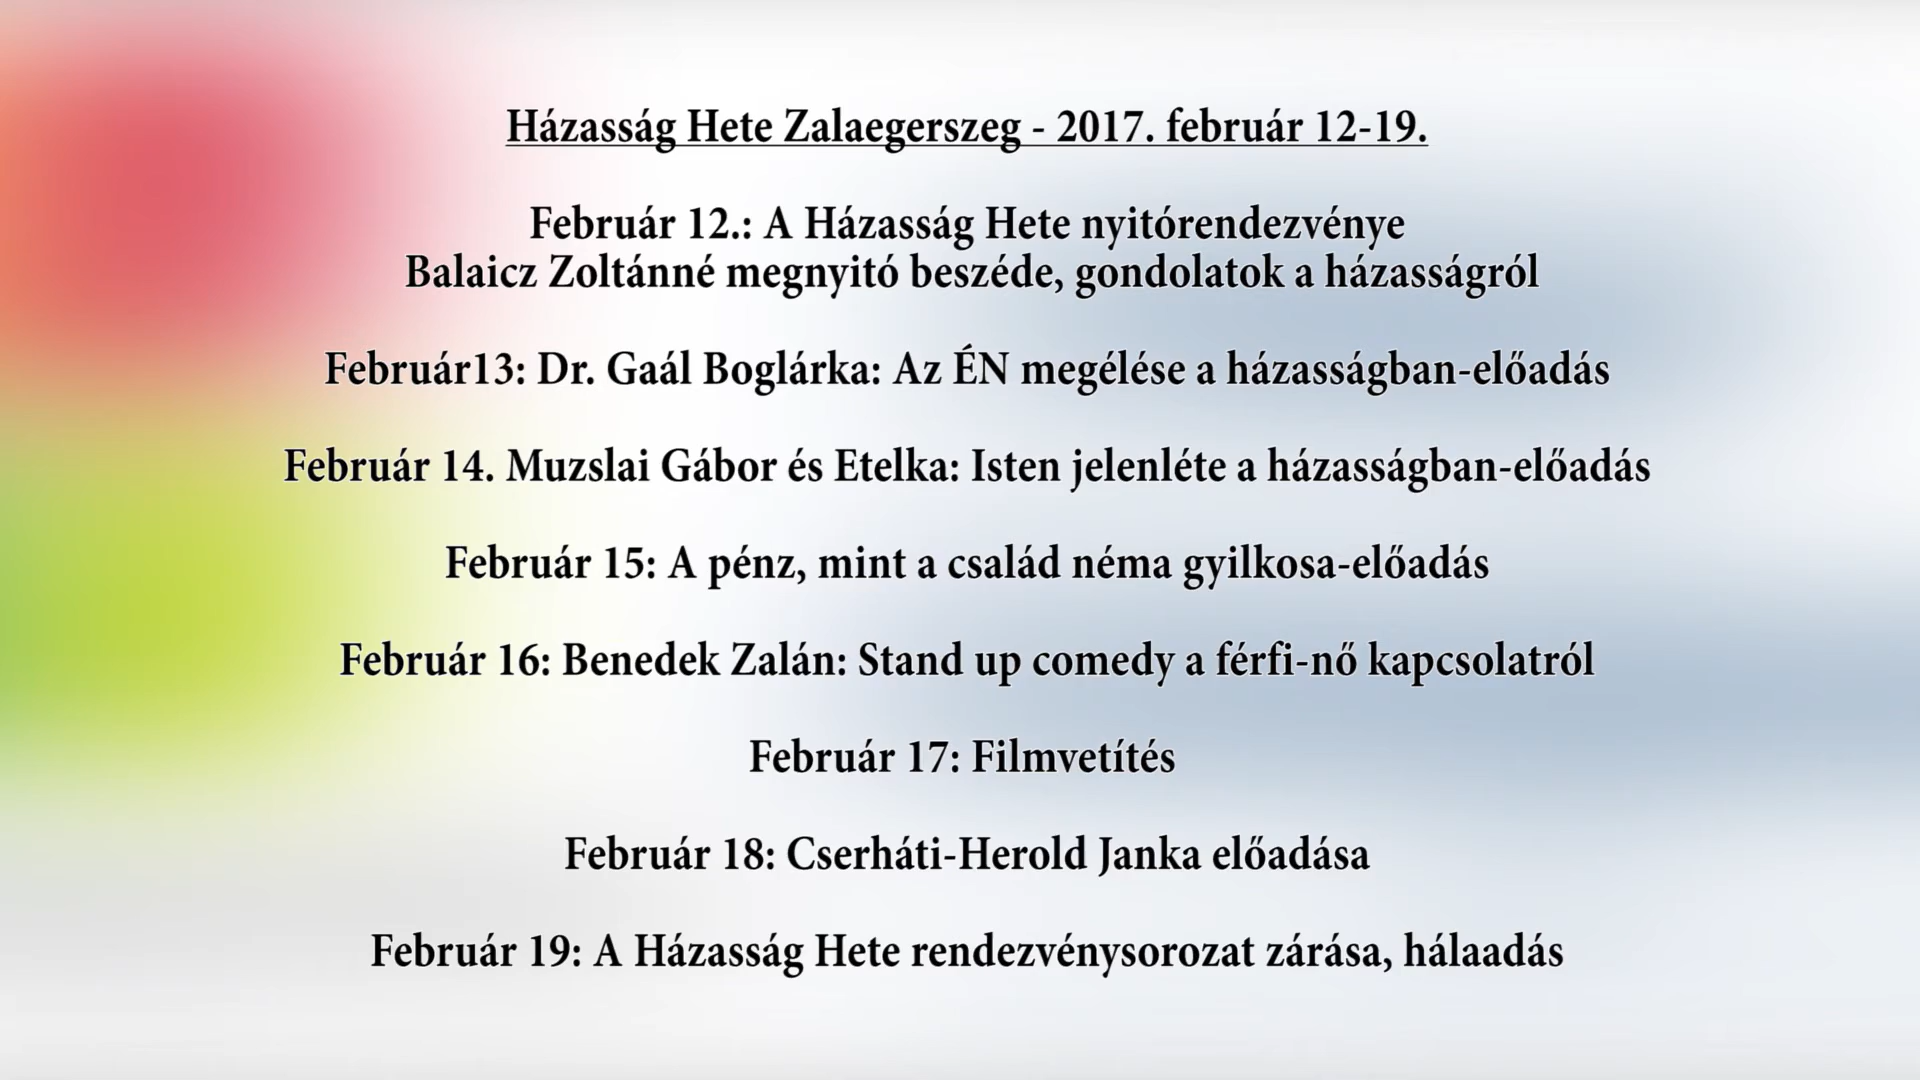 Házasság Hete Zalaegerszeg - 2017. február 12-19.
Február 12.: A Házasság Hete nyitórendezvénye
Balaicz Zoltánné megnyitó beszéde, gondolatok a házasságról
Február13: Dr. Gaál Boglárka: Az ÉN megélése a házasságban-előadás
Február 14. Muzslai Gábor és Etelka: Isten jelenléte a házasságban-előadás
Február 15: A pénz, mint a család néma gyilkosa-előadás
Február 16: Benedek Zalán: Stand up comedy a férfi-nő kapcsolatról
Február 17: Filmvetítés
Február 18: Cserháti-Herold Janka előadása
Február 19: A Házasság Hete rendezvénysorozat zárása, hálaadás